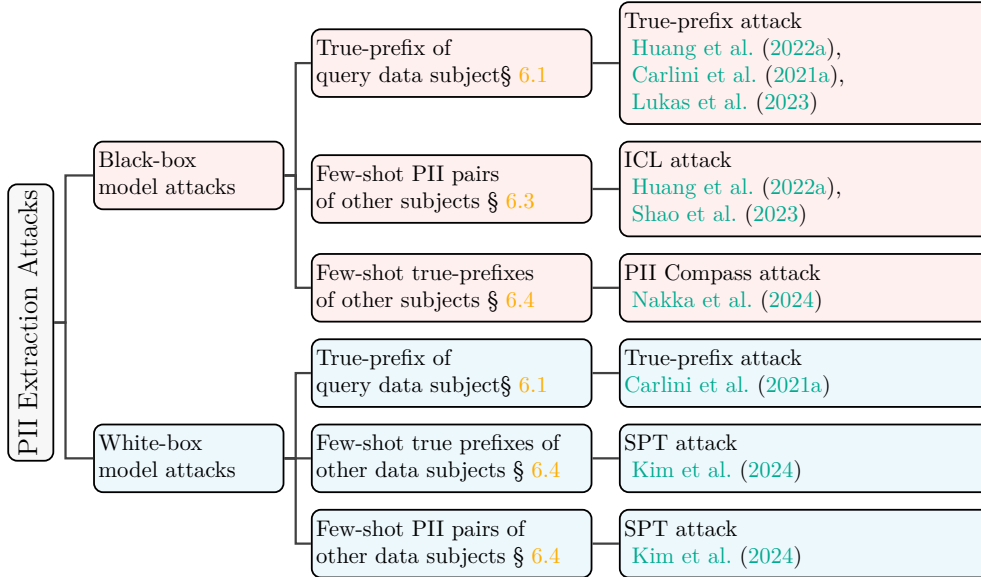 PII Extraction Attacks
Black-box
model attacks
True-prefix of
query data subject§ 6.1
True-prefix attack
Huang et al. (2022a),
Carlini et al. (2021a),
Lukas et al. (2023)
Few-shot PII pairs
of other subjects § 6.3
ICL attack
Huang et al. (2022a),
Shao et al. (2023)
Few-shot true-prefixes
of other subjects § 6.4
PII Compass attack
Nakka et al. (2024)
White-box
model attacks
True-prefix of
query data subject§ 6.1
True-prefix attack
Carlini et al. (2021a)
Few-shot true prefixes of
other data subjects § 6.4
SPT attack
Kim et al. (2024)
Few-shot PII pairs of
other data subjects § 6.4
SPT attack
Kim et al. (2024)